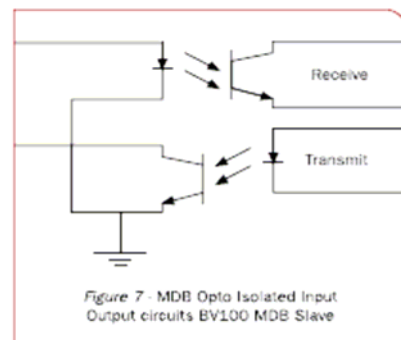 Receive
Transmit
Figure 7 - MDB Opto Isolated Input
Output circuits BV100 MDB Slave